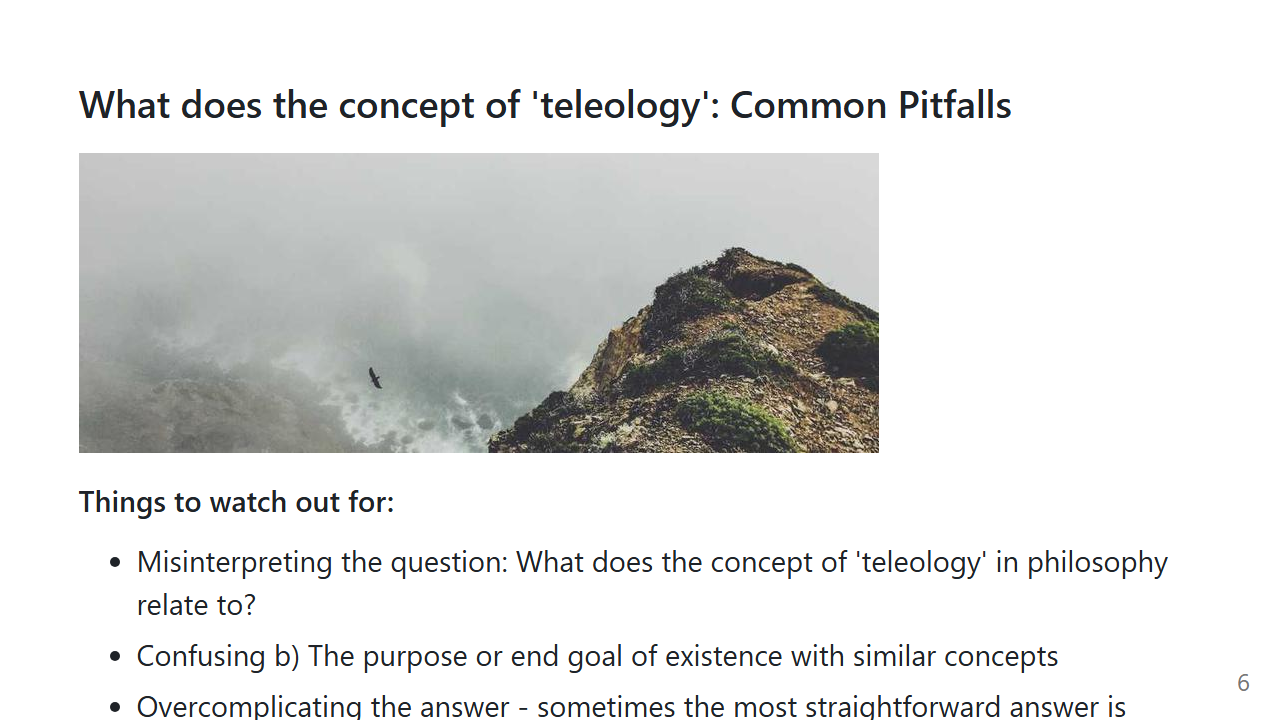 What does the concept of 'teleology': Common Pitfalls
Things to watch out for:
• Misinterpreting the question: What does the concept of 'teleology' in philosophy
relate to?
• Confusing b) The purpose or end goal of existence with similar concepts
• Overcomplicating the answer - sometimes the most straightforward answer is
6